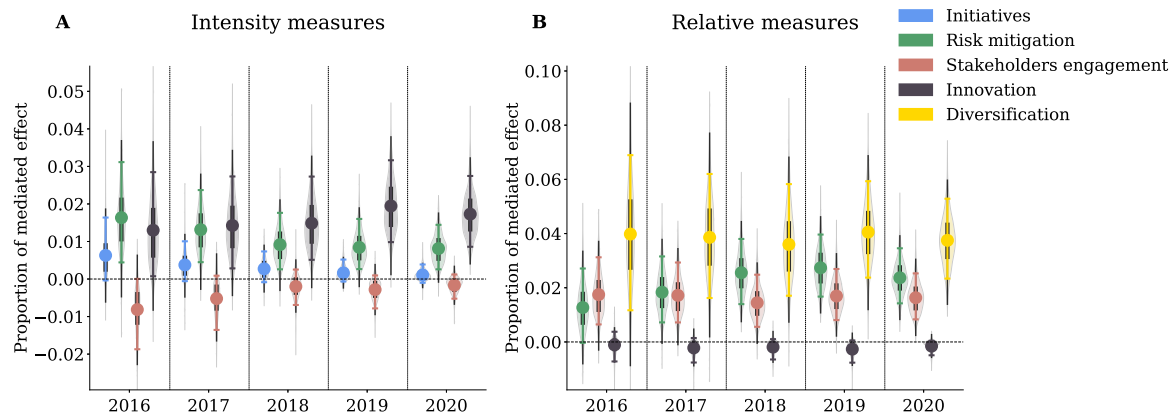 A
Intensity measures
B
Relative measures
Initiatives
Risk mitigation
Stakeholders engagement
Innovation
Diversification
Proportion of mediated effect
0.05
0.04
0.03
0.02
0.01
0.00
−0.01
−0.02
2016 2017 2018 2019 2020
Proportion of mediated effect
0.10
0.08
0.06
0.04
0.02
0.00
2016 2017 2018 2019 2020